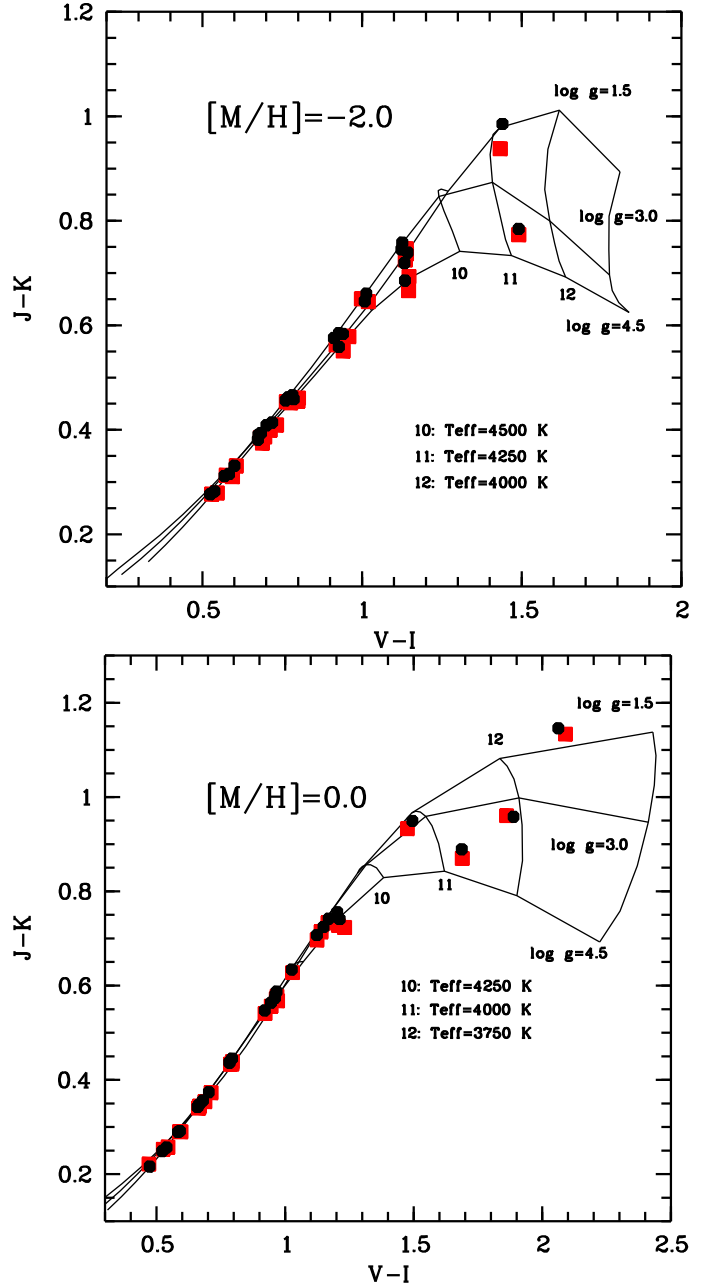 1.2
1
0.8
0.6
0.4
0.2
J-K
[M/H]=-2.0
log g=1.5
log g=3.0
log g=4.5
10
11
12
10: Teff=4500 K
11: Teff=4250 K
12: Teff=4000 K
0.5
1
1.5
2
V-I
1.2
1
0.8
0.6
0.4
0.2
J-K
[M/H]=0.0
log g=1.5
12
log g=3.0
10
11
log g=4.5
10: Teff=4250 K
11: Teff=4000 K
12: Teff=3750 K
0.5
1
1.5
2
2.5
V-I